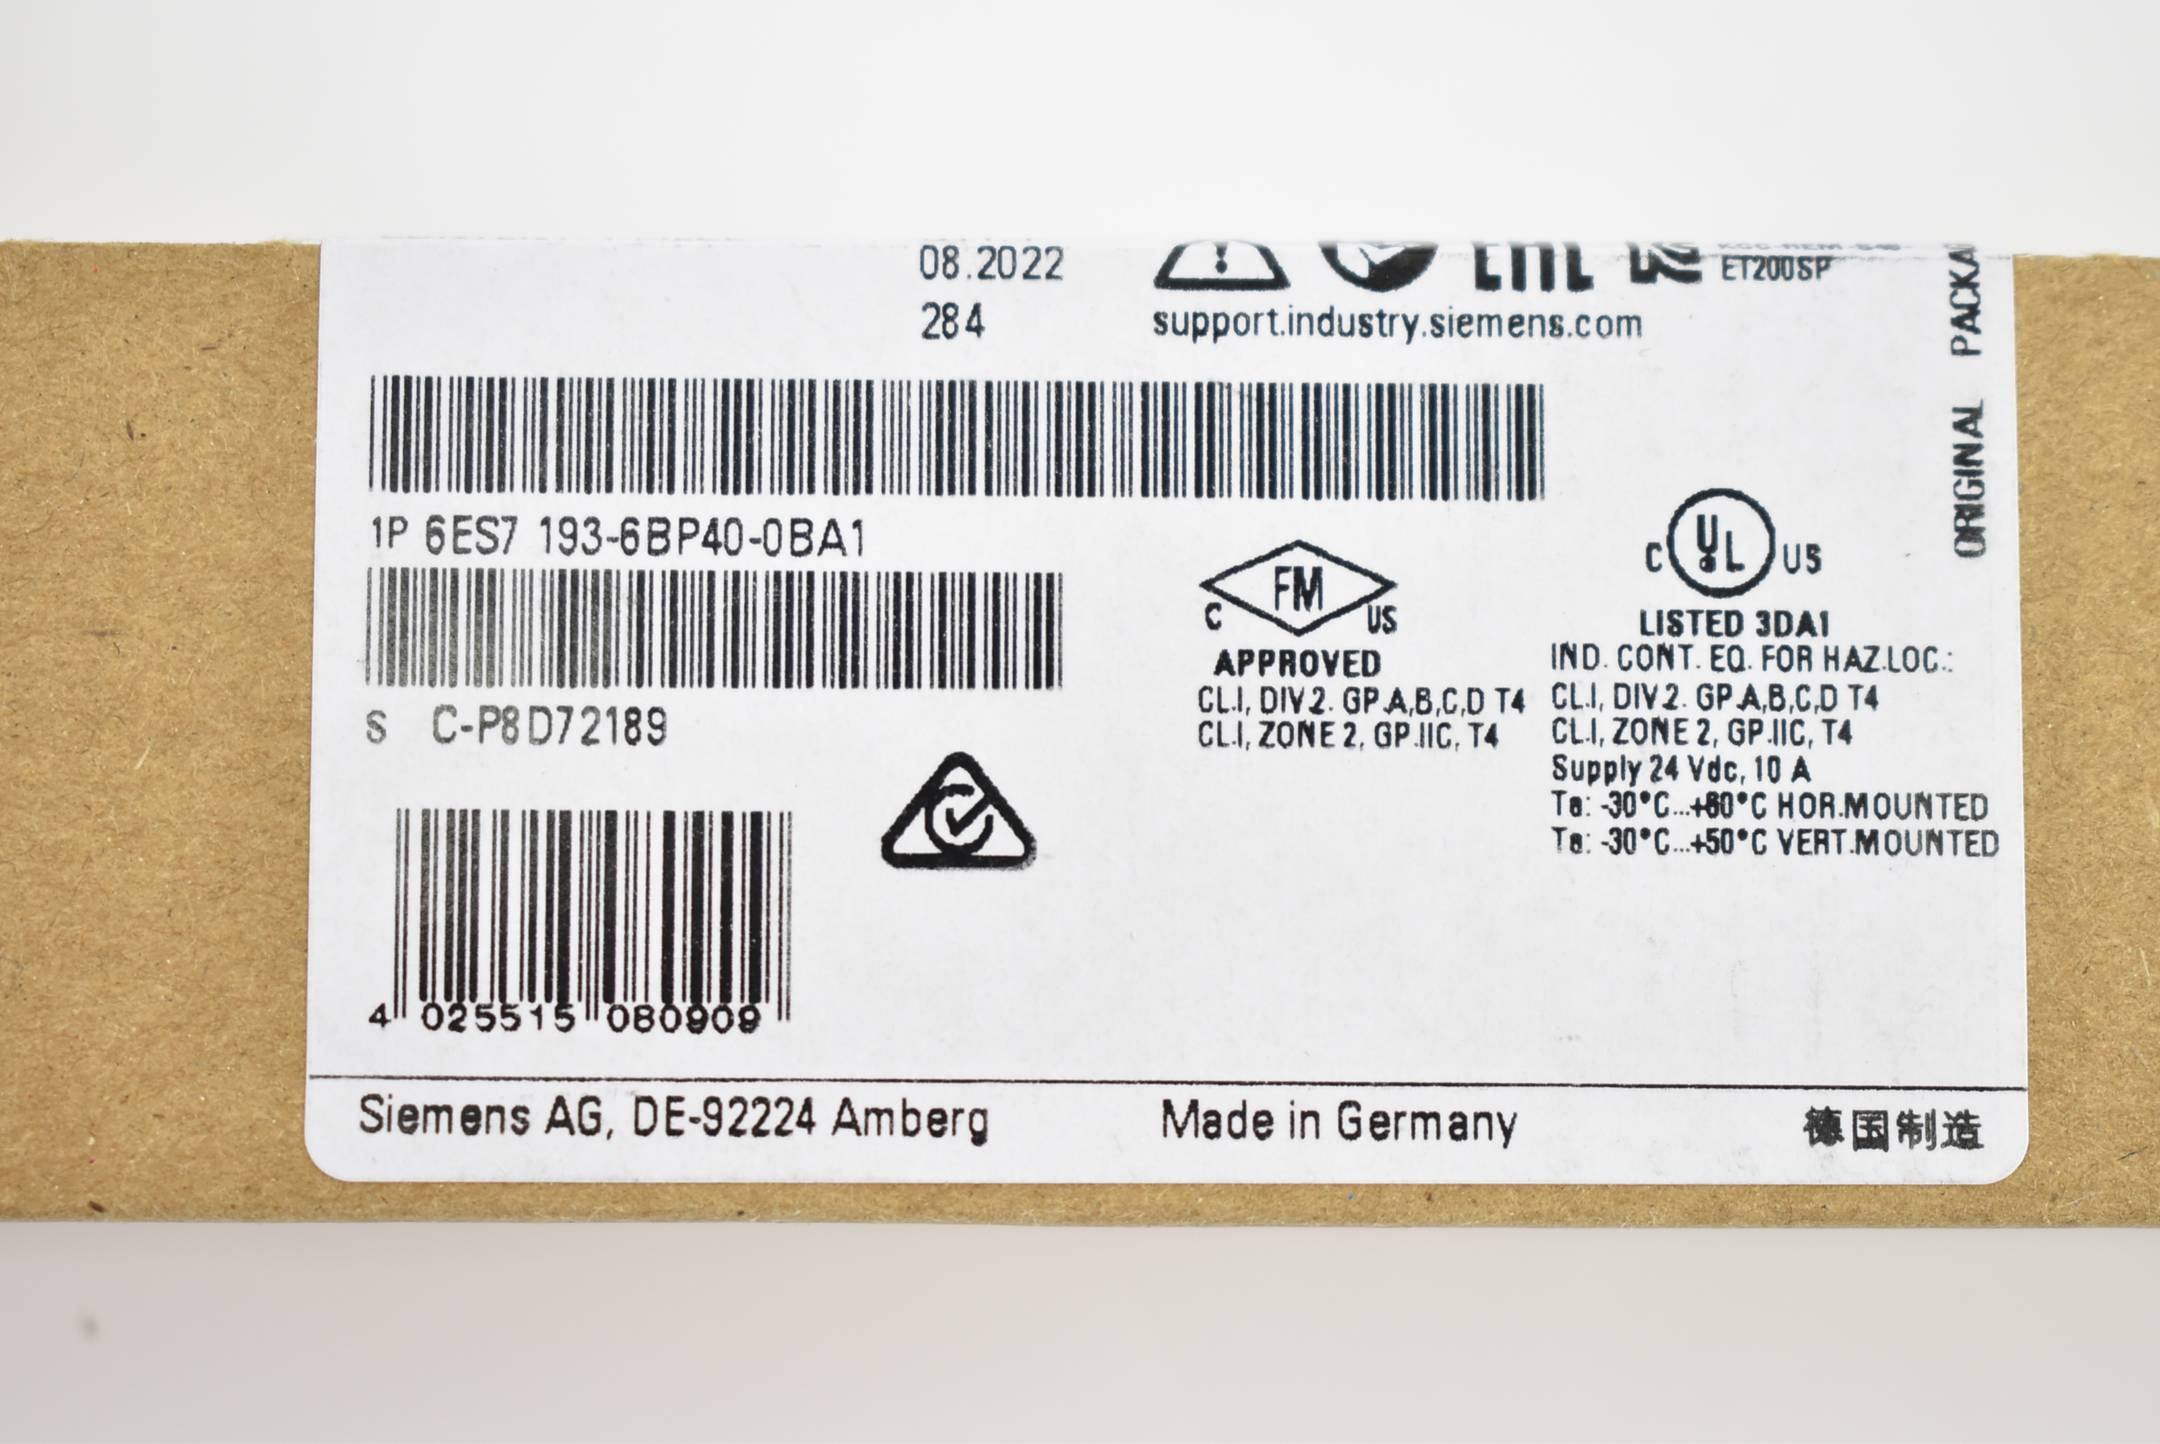 08.2022
284
EAC
ET200SP
support.industry.siemens.com
ORIGINAL
1P 6ES7 193-6BP40-0BA1
S C-P8D72189
C FM US
APPROVED
CL.I, DIV.2. GP.A,B,C,D T4
CL.I, ZONE 2, GP.IIC, T4
C UL US
LISTED 3DA1
IND. CONT. EQ. FOR HAZ.LOC.:
CL.I, DIV.2. GP.A,B,C,D T4
CL.I, ZONE 2, GP.IIC, T4
Supply 24 Vdc, 10 A
Ta: -30°C...+60°C HOR.MOUNTED
Ta: -30°C...+50°C VERT.MOUNTED
4 025515 080909
Siemens AG, DE-92224 Amberg
Made in Germany
德国制造